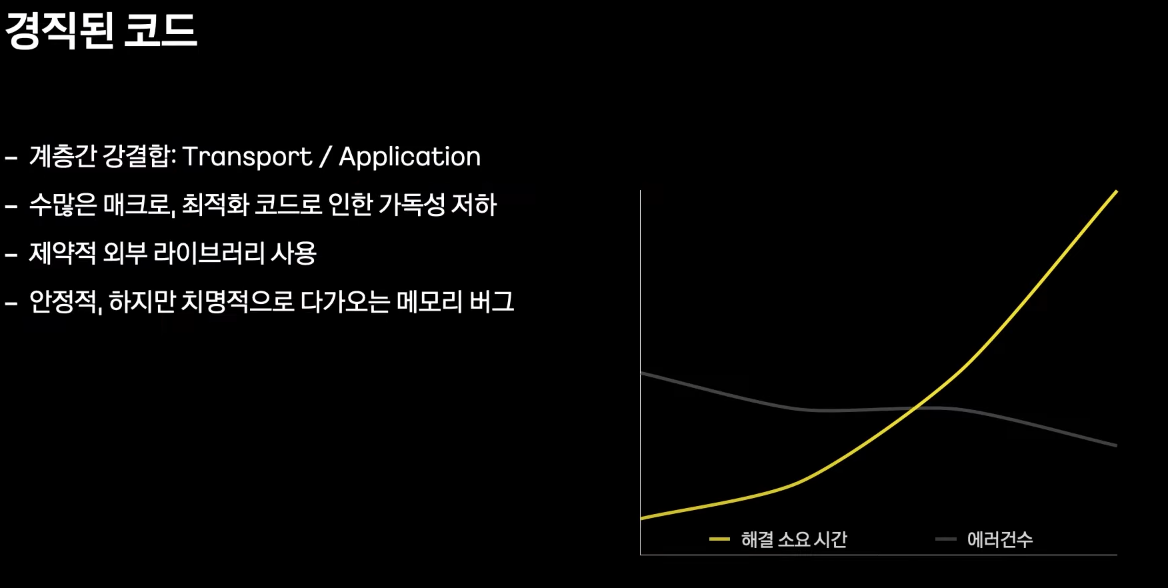 경직된 코드
– 계층간 강결합: Transport / Application
– 수많은 매크로, 최적화 코드로 인한 가독성 저하
– 제약적 외부 라이브러리 사용
– 안정적, 하지만 치명적으로 다가오는 메모리 버그
해결 소요 시간
에러건수